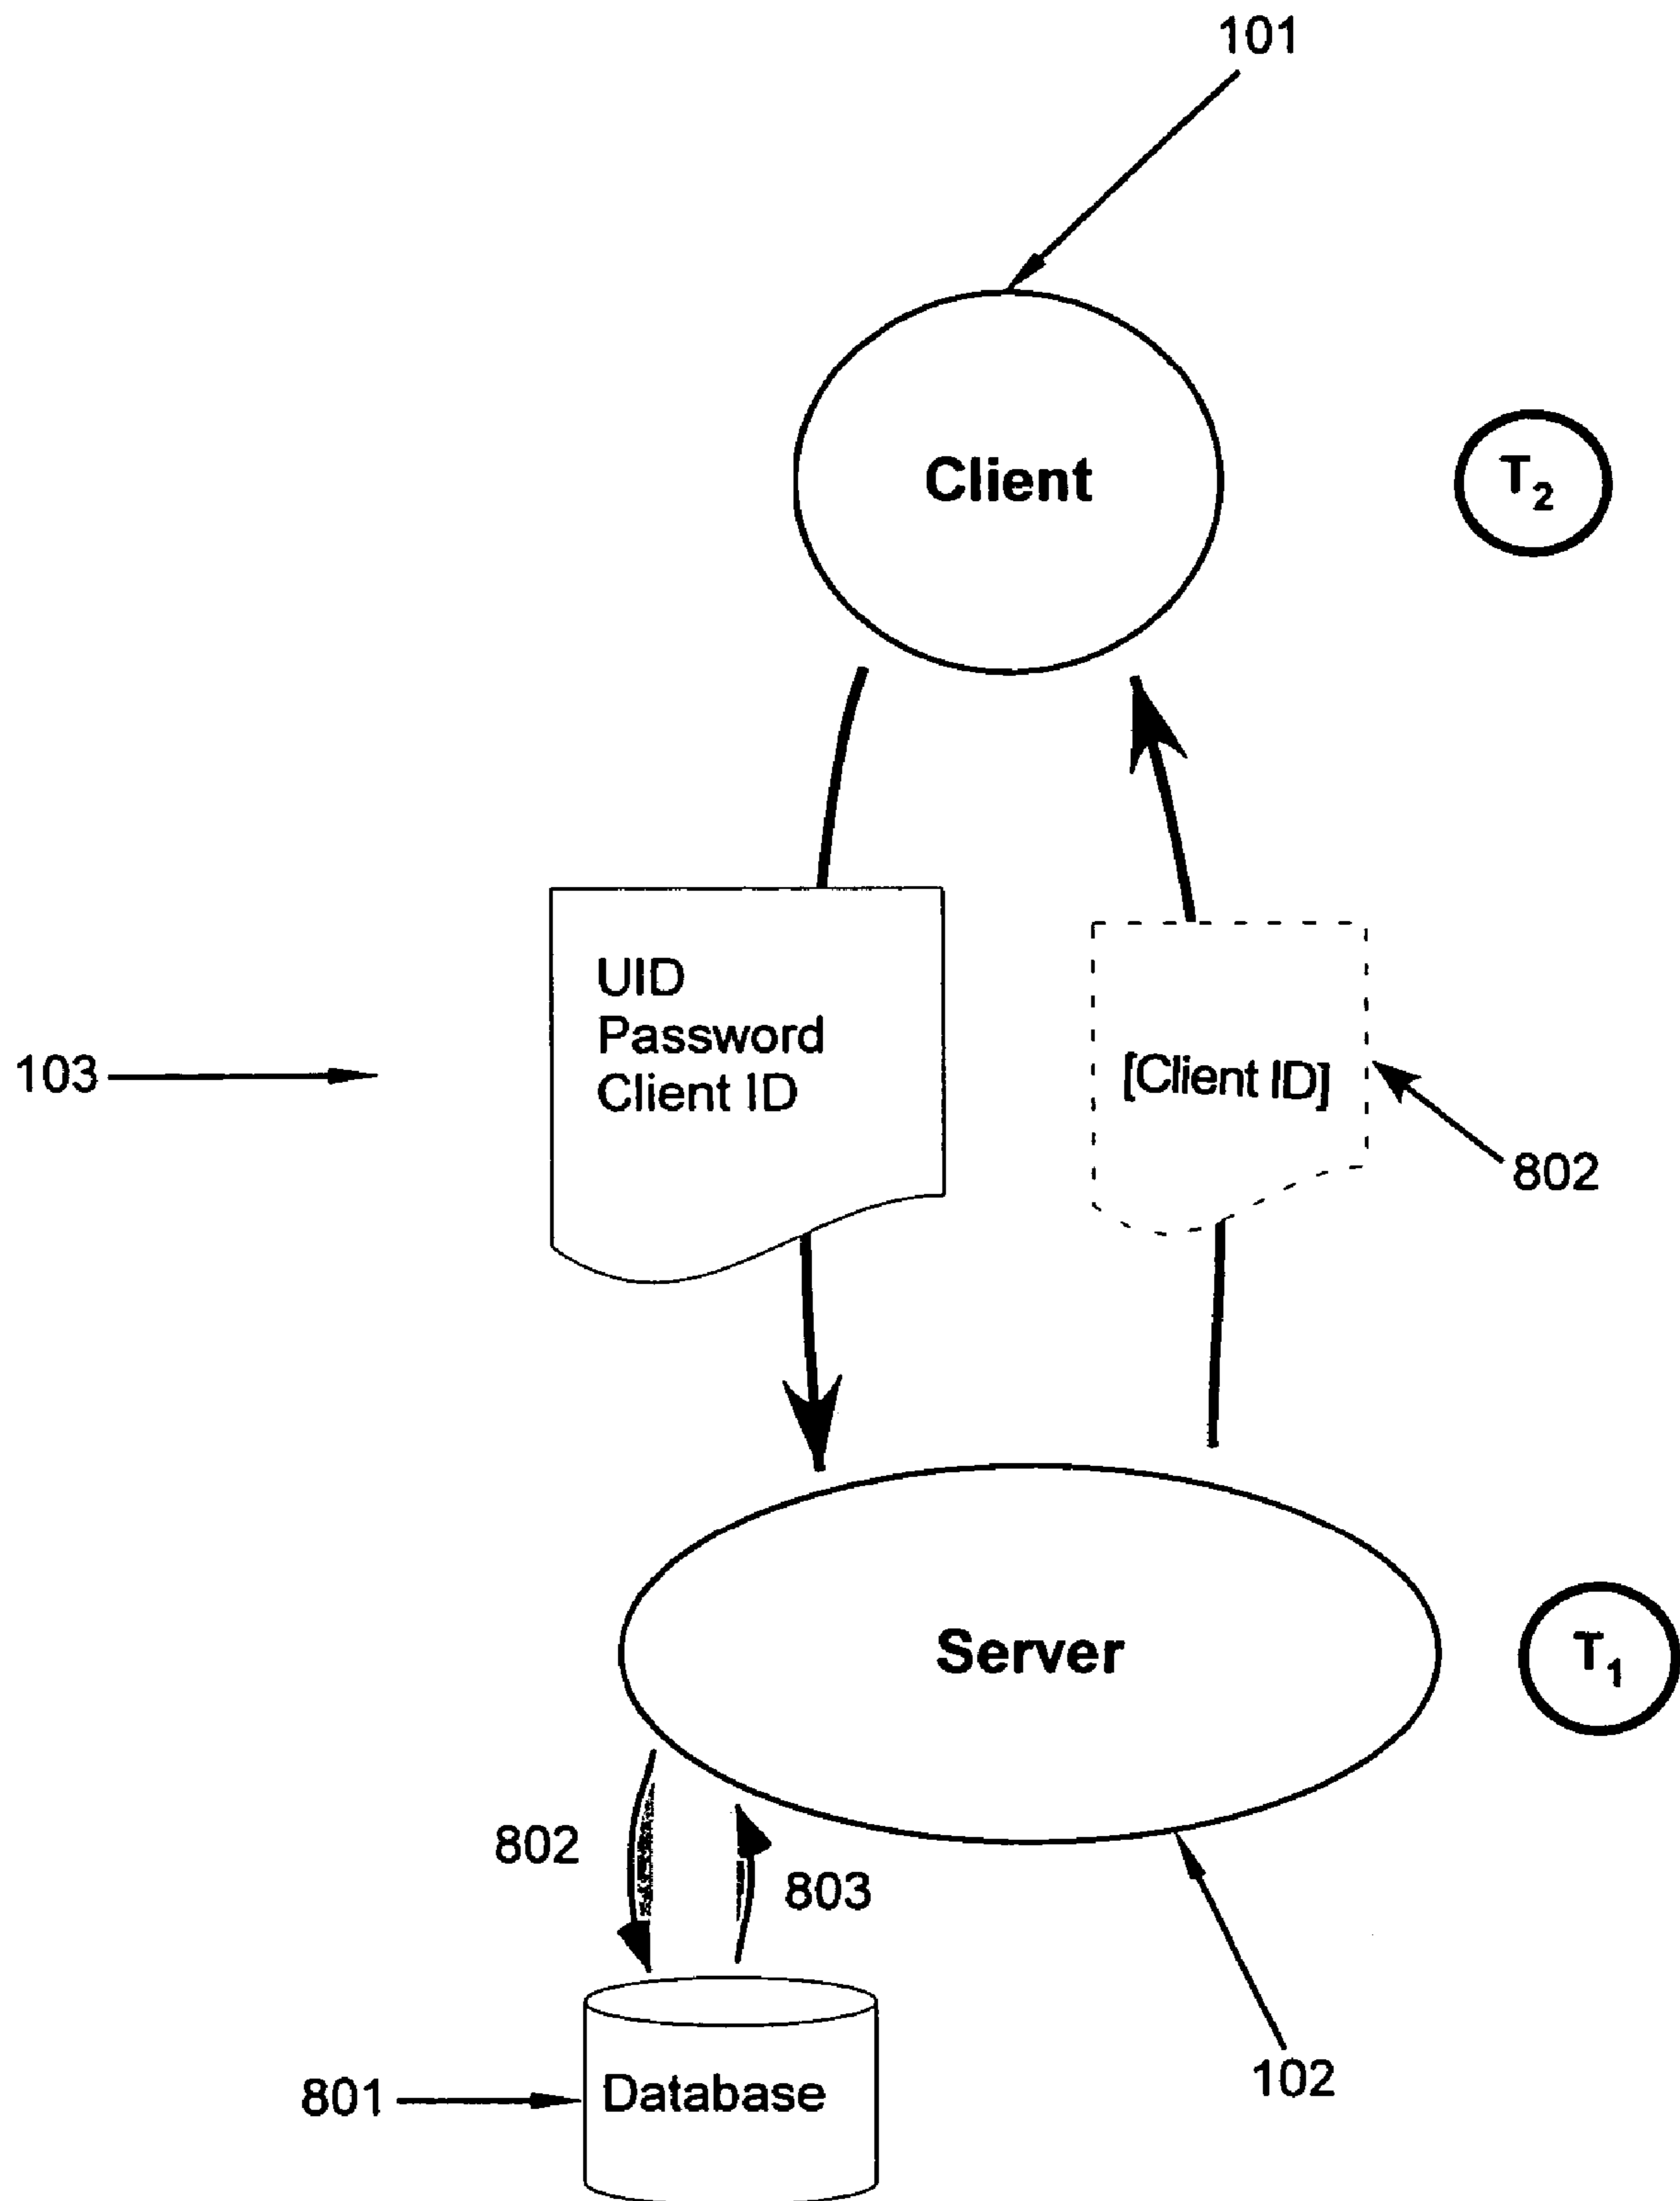 101
Client
T2
UID
Password
Client ID
103
[Client ID]
802
Server
T1
802
803
102
801
Database